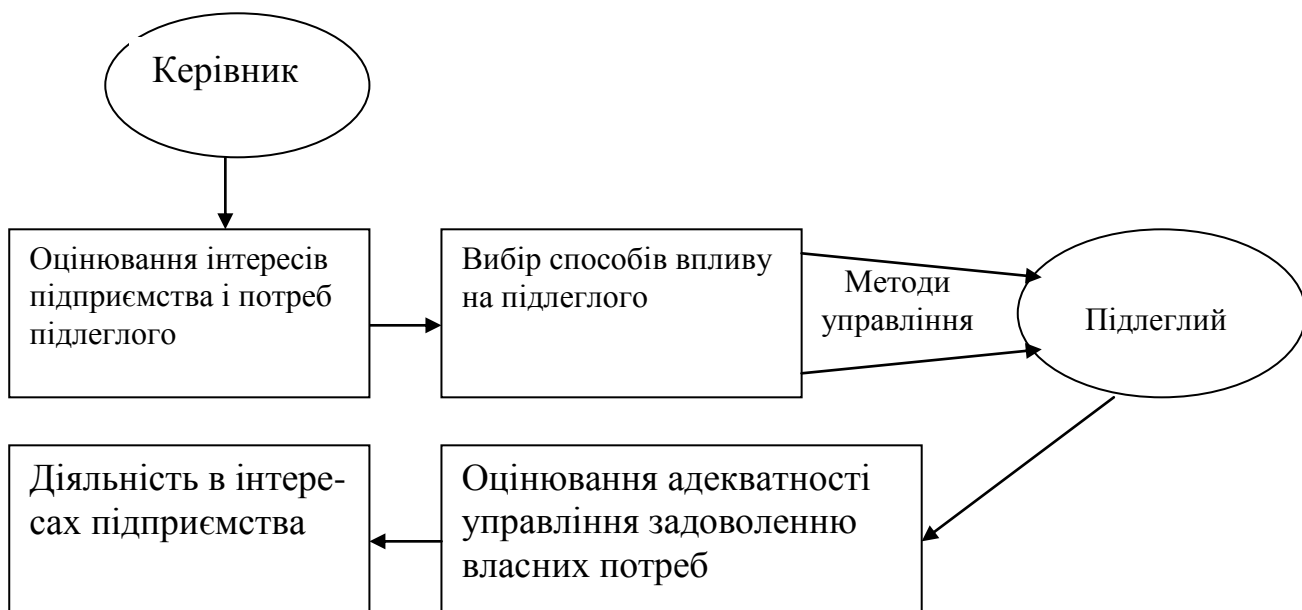 Керівник
Оцінювання інтересів
підприємства і потреб
підлеглого
Вибір способів впливу
на підлеглого
Методи
управління
Підлеглий
Діяльність в інтере-
сах підприємства
Оцінювання адекватності
управління задоволенню
власних потреб